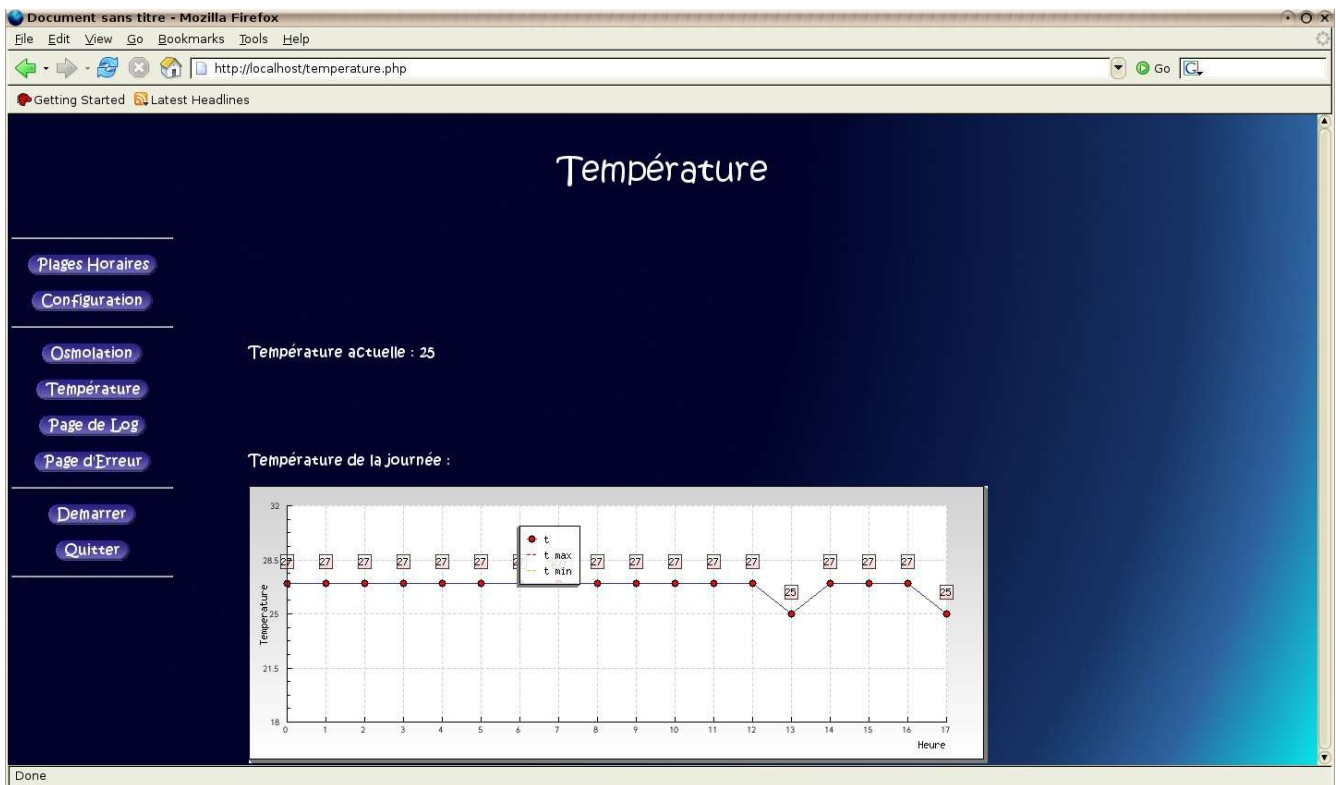 Document sans titre - Mozilla Firefox
File Edit View Go Bookmarks Tools Help
http://localhost/temperature.php
Go
Getting Started Latest Headlines
Température
Plages Horaires
Configuration
Osmolation
Température
Page de Log
Page d'Erreur
Demarrer
Quitter
Température actuelle : 25
Température de la journée :
32
28.5
25
21.5
18
Temperature
t
t max
t min
27 27 27 27 27 27 27 27 27 27 27 27 25 27 27 27 25
0 1 2 3 4 5 6 7 8 9 10 11 12 13 14 15 16 17
Heure
Done